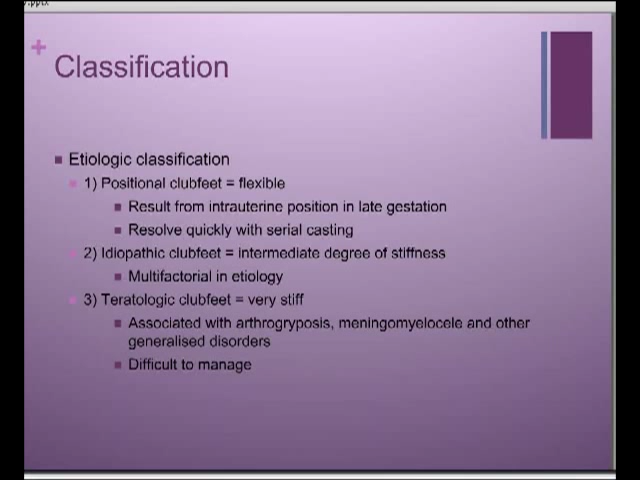 Classification
Etiologic classification
1) Positional clubfeet = flexible
Result from intrauterine position in late gestation
Resolve quickly with serial casting
2) Idiopathic clubfeet = intermediate degree of stiffness
Multifactorial in etiology
3) Teratologic clubfeet = very stiff
Associated with arthrogryposis, meningomyelocele and other
generalised disorders
Difficult to manage